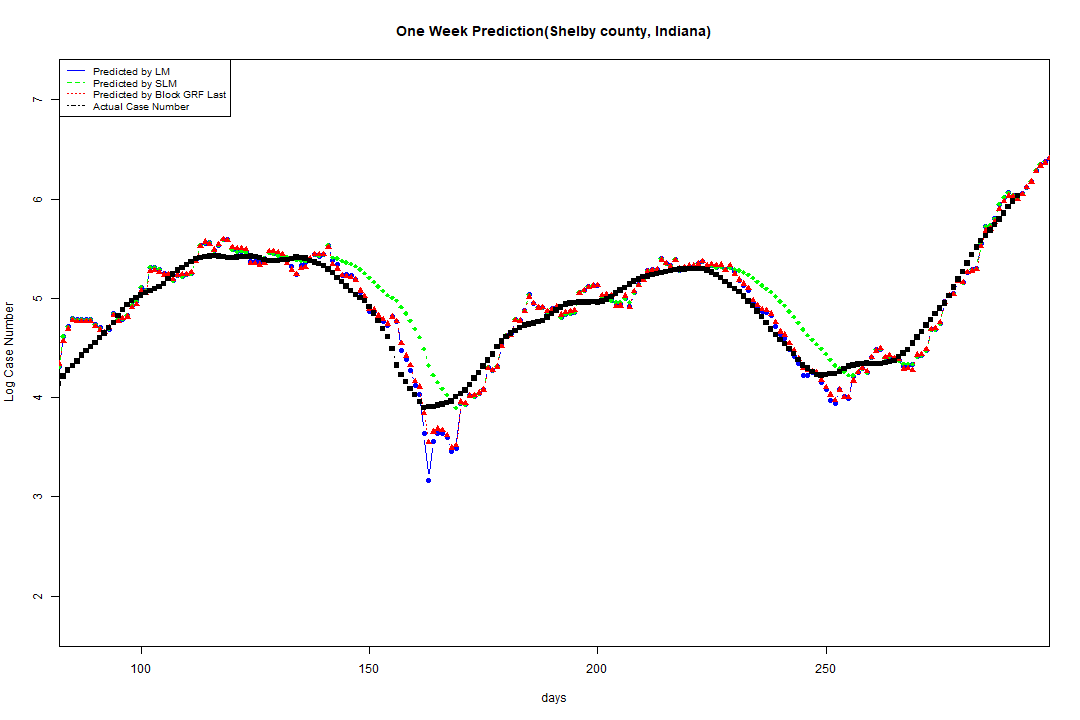 One Week Prediction(Shelby county, Indiana)
Predicted by LM
Predicted by SLM
Predicted by Block GRF Last
Actual Case Number
7
6
5
4
3
2
Log Case Number
100
150
200
250
days